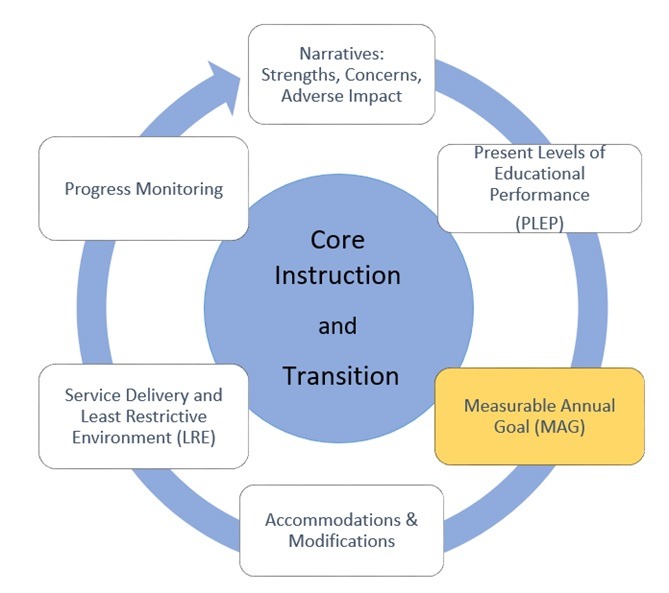 Narratives:
Strengths, Concerns,
Adverse Impact
Present Levels of
Educational
Performance
(PLEP)
Measurable Annual
Goal (MAG)
Accommodations &
Modifications
Service Delivery and
Least Restrictive
Environment (LRE)
Progress Monitoring
Core
Instruction
and
Transition